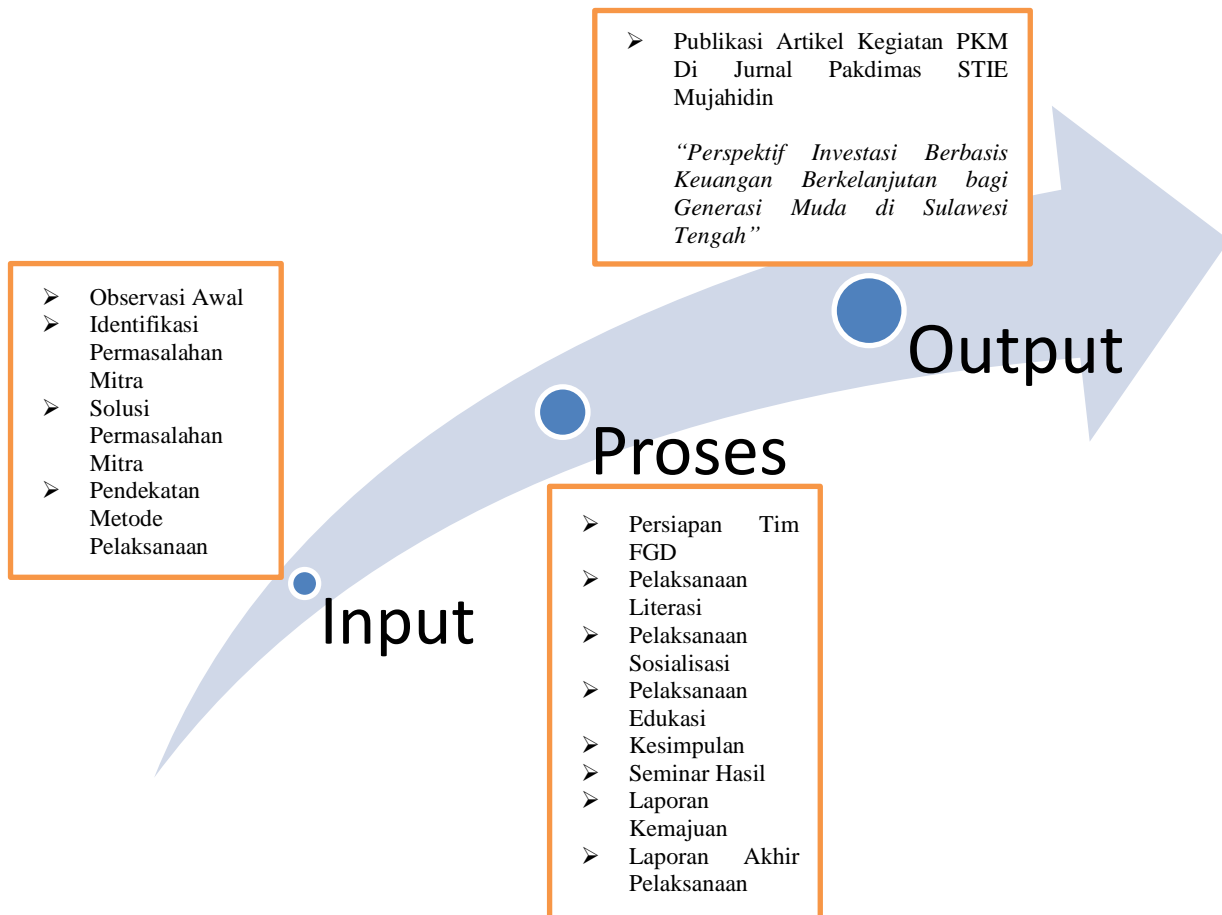 ➢ Publikasi Artikel Kegiatan PKM
Di Jurnal Pakdimas STIE
Mujahidin
“Perspektif Investasi Berbasis
Keuangan Berkelanjutan bagi
Generasi Muda di Sulawesi
Tengah”
Output
➢ Observasi Awal
➢ Identifikasi
Permasalahan
Mitra
➢ Solusi
Permasalahan
Mitra
➢ Pendekatan
Metode
Pelaksanaan
Input
Proses
➢ Persiapan Tim
FGD
➢ Pelaksanaan
Literasi
➢ Pelaksanaan
Sosialisasi
➢ Pelaksanaan
Edukasi
➢ Kesimpulan
➢ Seminar Hasil
➢ Laporan
Kemajuan
➢ Laporan Akhir
Pelaksanaan